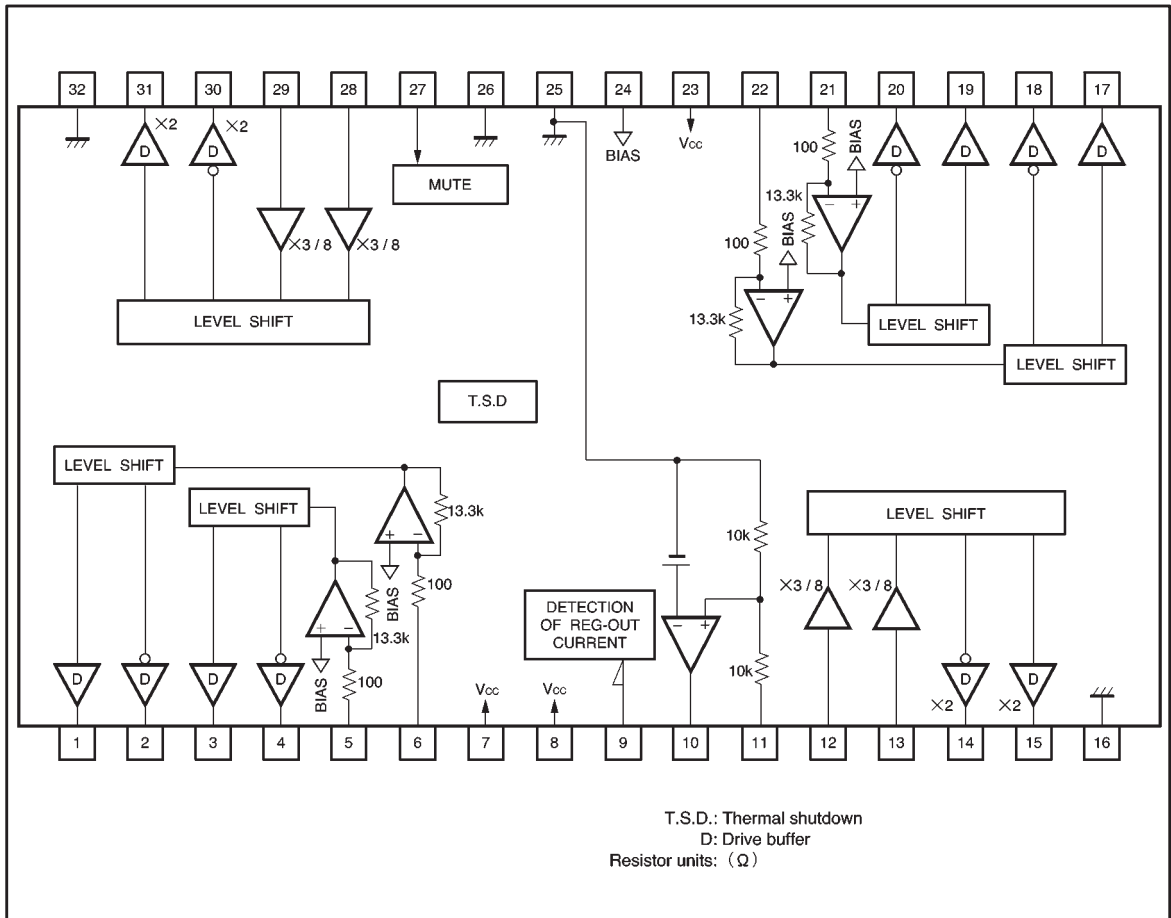 32 31 30 29 28 27 26 25 24 23 22 21 20 19 18 17
×2 ×2
D D
BIAS
Vcc
100
BIAS
D D D D
MUTE
13.3k
− +
×3 / 8 ×3 / 8
100
BIAS
LEVEL SHIFT
13.3k
− +
LEVEL SHIFT
LEVEL SHIFT
T.S.D
LEVEL SHIFT
LEVEL SHIFT
13.3k
+ −
BIAS
100
13.3k
+ −
BIAS
100
D D D D
Vcc Vcc
DETECTION
OF REG-OUT
CURRENT
10k
− +
10k
LEVEL SHIFT
×3 / 8 ×3 / 8
D D
×2 ×2
1 2 3 4 5 6 7 8 9 10 11 12 13 14 15 16
T.S.D.: Thermal shutdown
D: Drive buffer
Resistor units: (Ω)